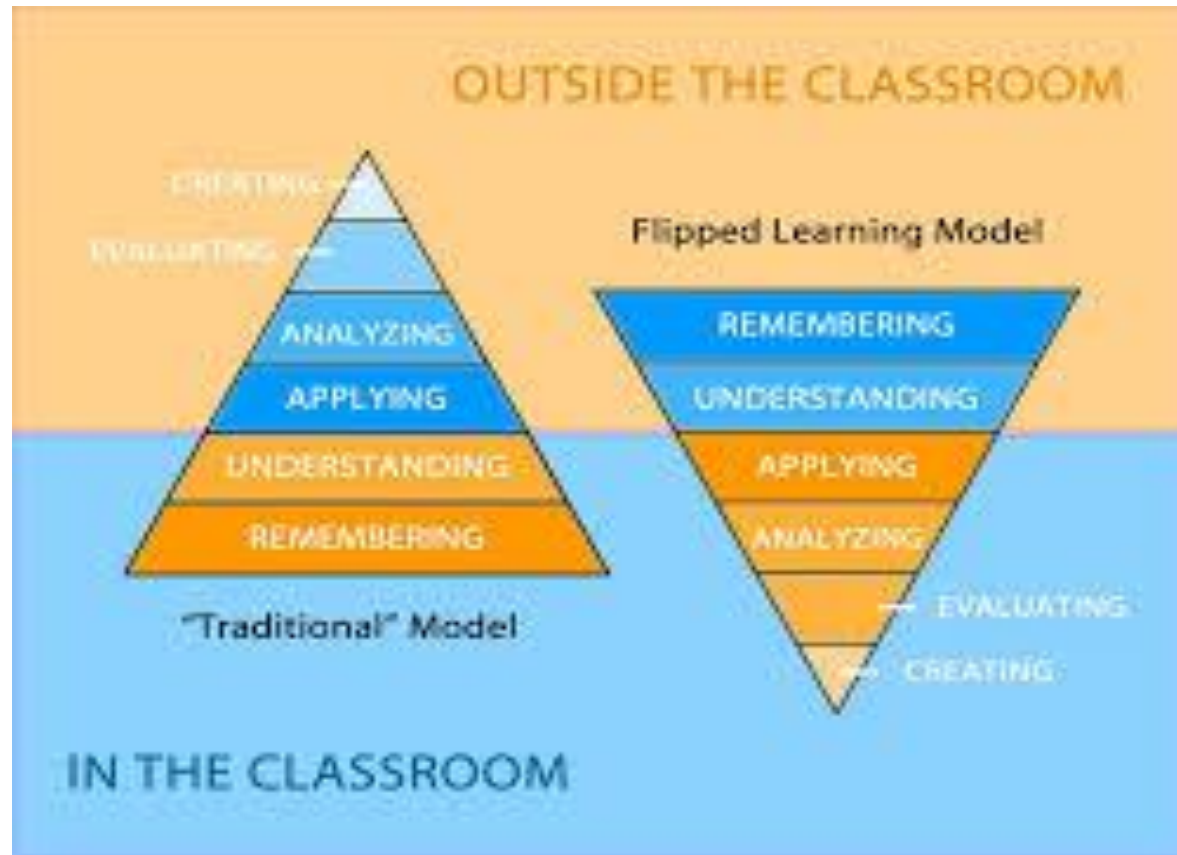 OUTSIDE THE CLASSROOM
CREATING
EVALUATING
ANALYZING
APPLYING
UNDERSTANDING
REMEMBERING
"Traditional" Model
Flipped Learning Model
REMEMBERING
UNDERSTANDING
APPLYING
ANALYZING
EVALUATING
CREATING
IN THE CLASSROOM